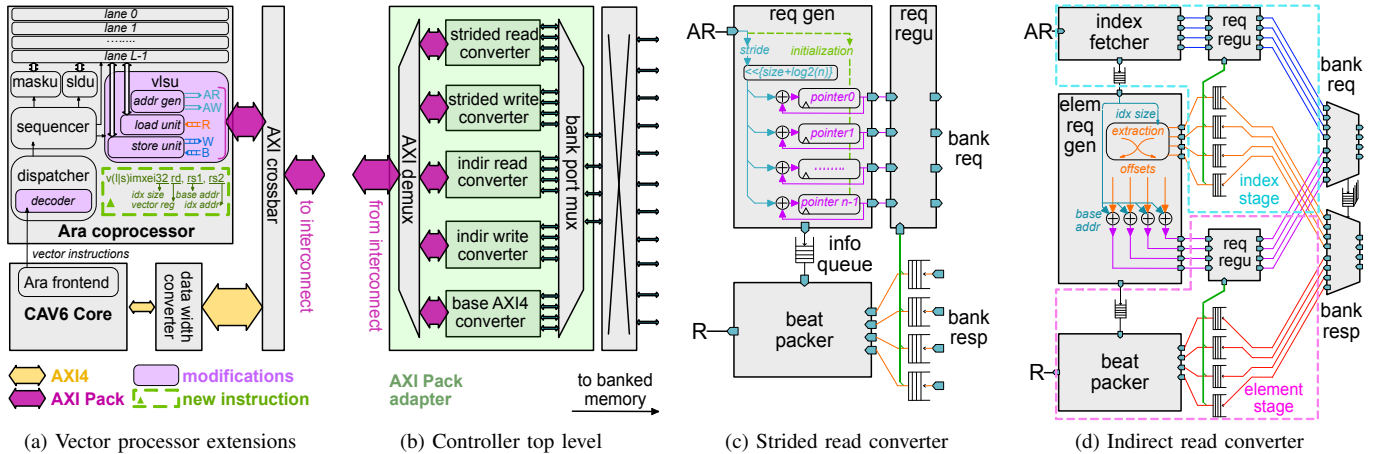 lane 0
lane 1
........
lane L-1
masku
sldu
vlsu
addr gen
AR
AW
load unit
R
store unit
W
B
sequencer
dispatcher
decoder
v(l|s)imxei32 rd, rs1, rs2
idx size
base addr
vector reg
idx addr
Ara coprocessor
vector instructions
Ara frontend
CAV6 Core
data width
converter
AXI crossbar
to interconnect
AXI4
AXI Pack
modifications
new instruction
(a) Vector processor extensions
from interconnect
AXI demux
strided read
converter
strided write
converter
indir read
converter
indir write
converter
base AXI4
converter
bank port mux
AXI Pack
adapter
to banked
memory
(b) Controller top level
AR
req gen
stride
initialization
<<{size+log2(n)}
pointer0
pointer1
........
pointer n-1
req
regu
bank
req
info
queue
R
beat
packer
bank
resp
(c) Strided read converter
AR
index
fetcher
req
regu
bank
req
elem
req
gen
idx size
extraction
offsets
base
addr
index
stage
req
regu
bank
resp
R
beat
packer
element
stage
(d) Indirect read converter